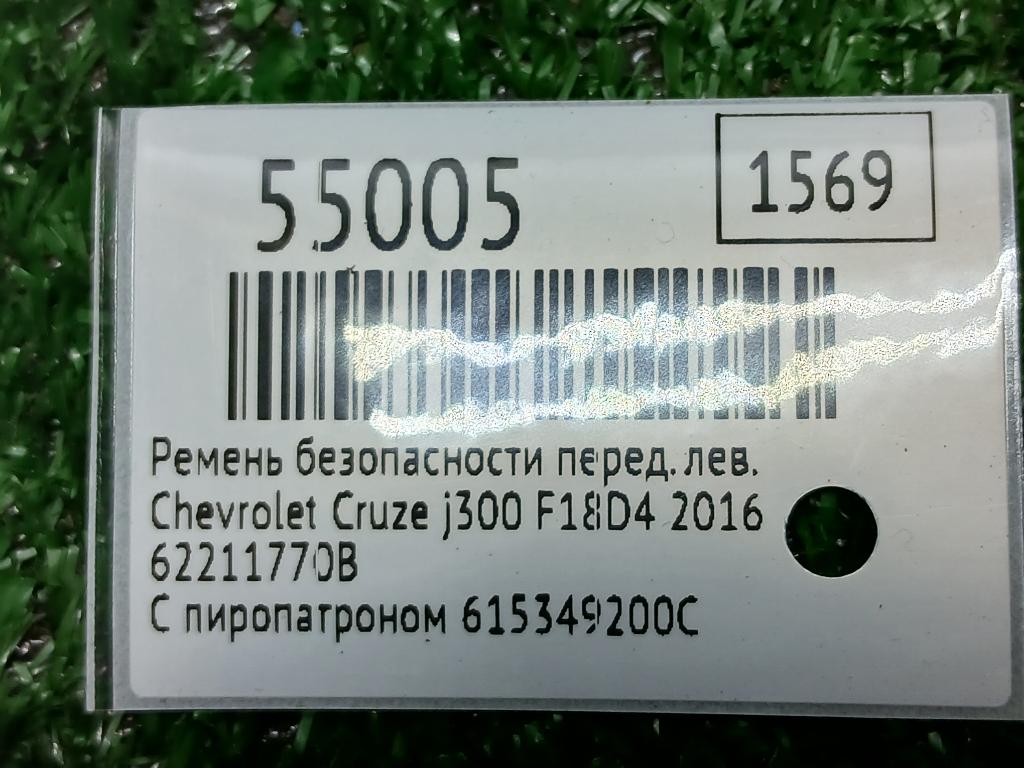 55005
1569
Ремень безопасности перед. лев.
Chevrolet Cruze j300 F18D4 2016
62211770B
С пиропатроном 615349200C